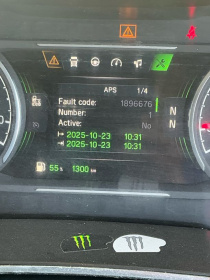 APS 1/4
Fault code: 1896676
Number: 1
Active: No
2025-10-23 10:31
2025-10-23 10:31
N
N
55 % 1300 km